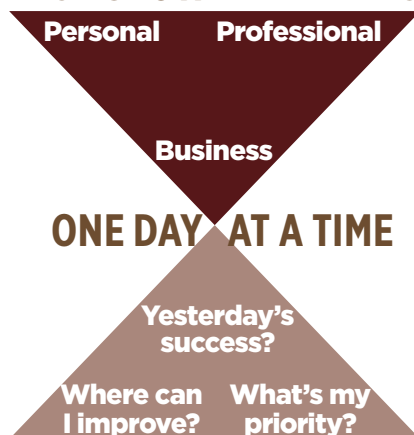 Personal Professional
Business
ONE DAY AT A TIME
Yesterday's
success?
Where can What's my
I improve? priority?